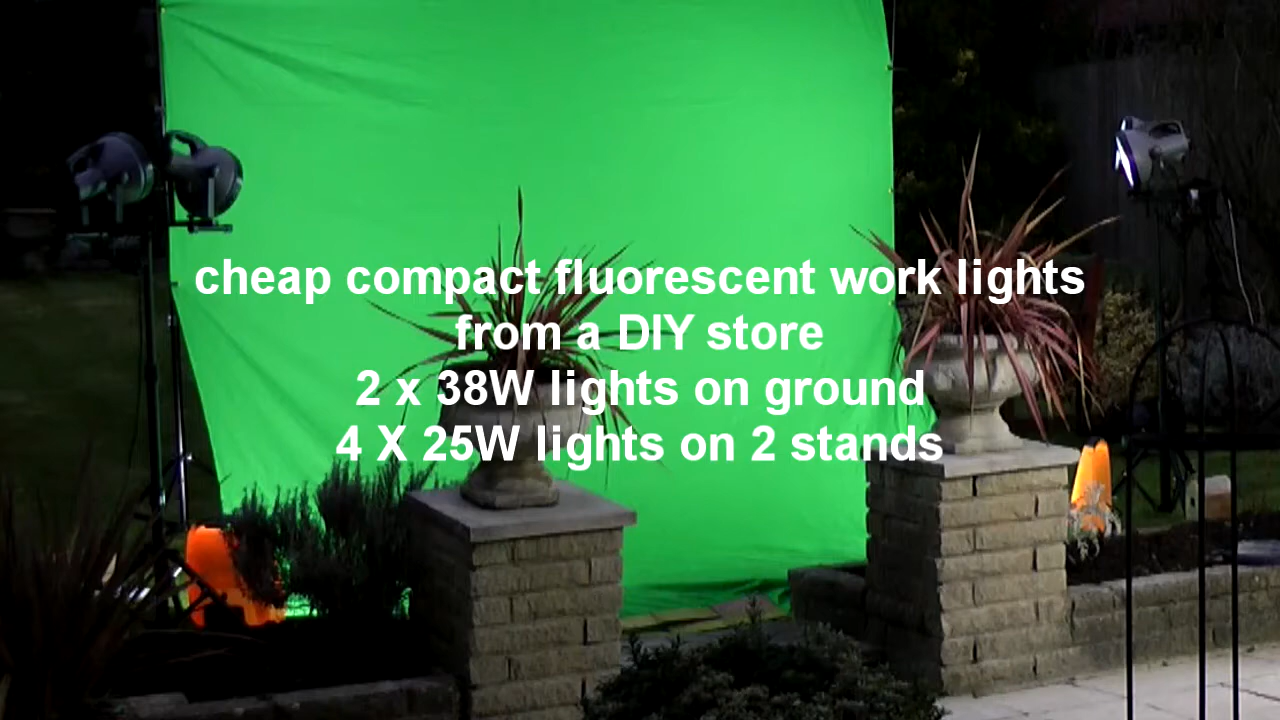 cheap compact fluorescent work lights
from a DIY store
2 x 38W lights on ground
4 X 25W lights on 2 stands